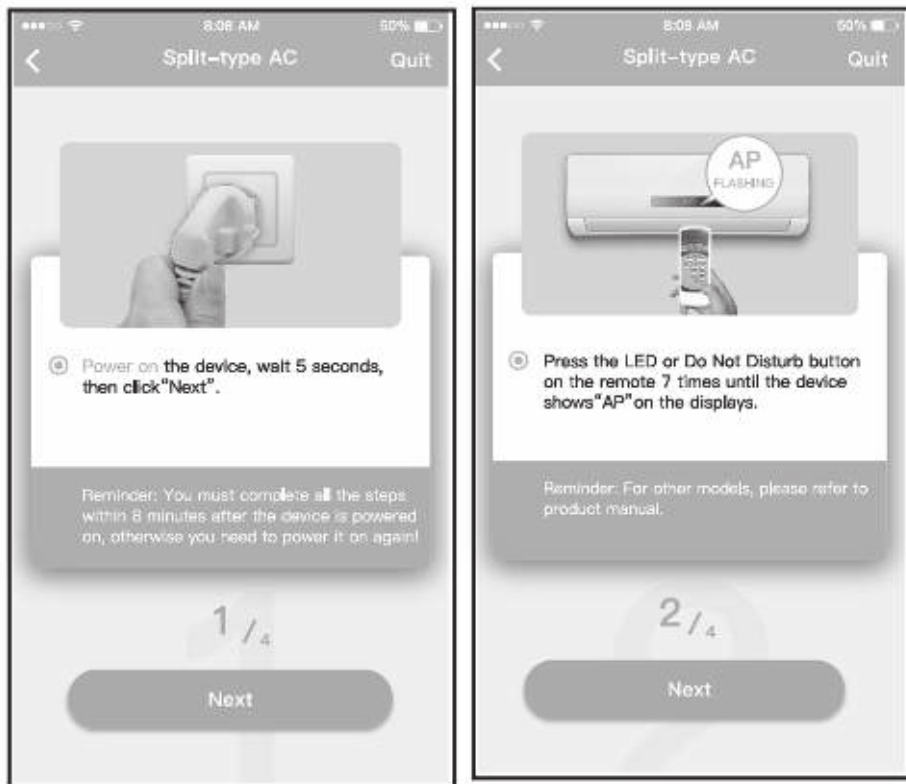 8:08 AM
50%
Split-type AC
Quit
Power on the device, wait 5 seconds,
then click"Next".
Reminder: You must complete all the steps
within 8 minutes after the device is powered
on, otherwise you need to power it on again!
1/4
Next
8:08 AM
50%
Split-type AC
Quit
AP
FLASHING
Press the LED or Do Not Disturb button
on the remote 7 times until the device
shows"AP"on the displays.
Reminder: For other models, please refer to
product manual.
2/4
Next